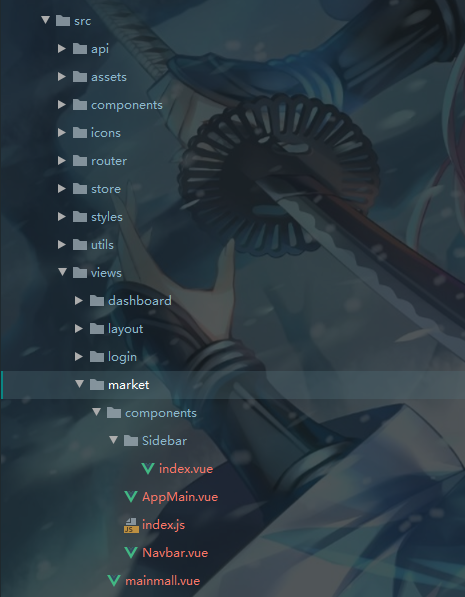 src
api
assets
components
icons
router
store
styles
utils
views
dashboard
layout
login
market
components
Sidebar
index.vue
AppMain.vue
JS index.js
Navbar.vue
mainmall.vue